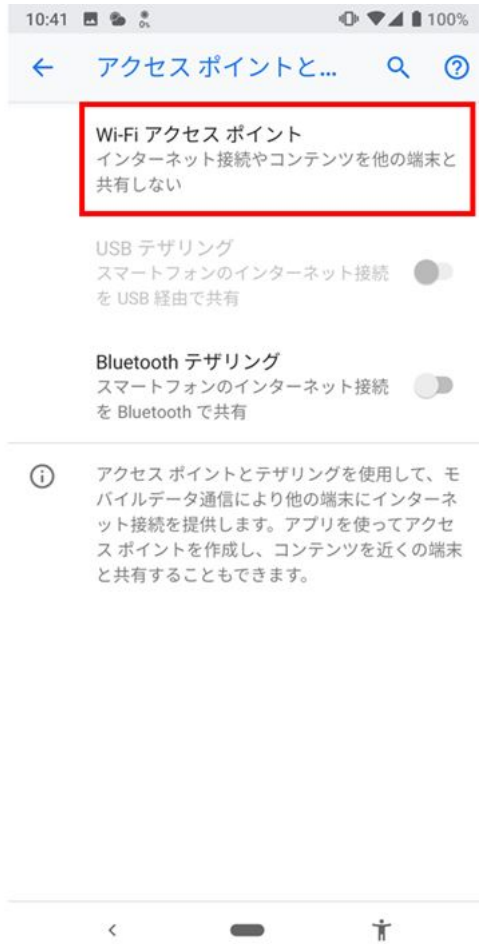 10:41 0% 100%
アクセス ポイントと...
Wi-Fi アクセス ポイント
インターネット接続やコンテンツを他の端末と
共有しない
USB テザリング
スマートフォンのインターネット接続
を USB 経由で共有
Bluetooth テザリング
スマートフォンのインターネット接続
を Bluetooth で共有
アクセス ポイントとテザリングを使用して、モ
バイルデータ通信により他の端末にインターネ
ット接続を提供します。アプリを使ってアクセ
ス ポイントを作成し、コンテンツを近くの端末
と共有することもできます。